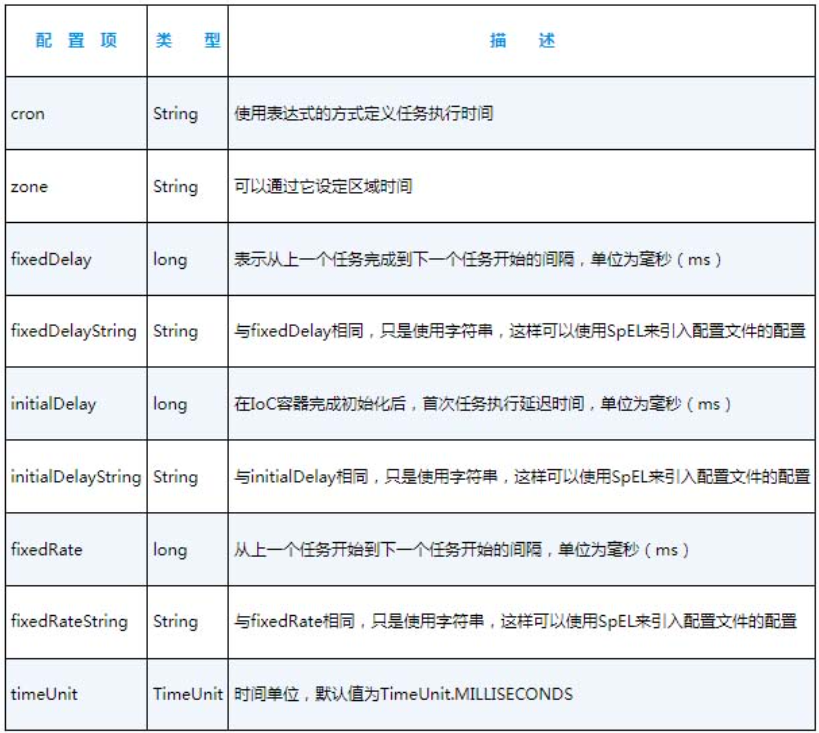 配 置 项 类 型 描 述
cron String 使用表达式的方式定义任务执行时间
zone String 可以通过它设定区域时间
fixedDelay long 表示从上一个任务完成到下一个任务开始的间隔，单位为毫秒（ms）
fixedDelayString String 与fixedDelay相同，只是使用字符串，这样可以使用SpEL来引入配置文件的配置
initialDelay long 在IoC容器完成初始化后，首次任务执行延迟时间，单位为毫秒（ms）
initialDelayString String 与initialDelay相同，只是使用字符串，这样可以使用SpEL来引入配置文件的配置
fixedRate long 从上一个任务开始到下一个任务开始的间隔，单位为毫秒（ms）
fixedRateString String 与fixedRate相同，只是使用字符串，这样可以使用SpEL来引入配置文件的配置
timeUnit TimeUnit 时间单位，默认值为TimeUnit.MILLISECONDS